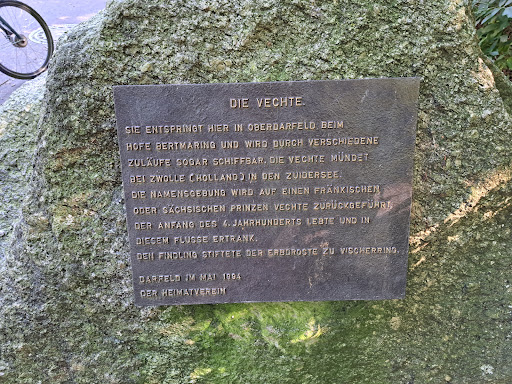 DIE VECHTE.
SIE ENTSPRINGT HIER IN OBERDARFELD BEIM
HOFE BERTMARING UND WIRD DURCH VERSCHIEDENE
ZULÄUFE SOGAR SCHIFFBAR. DIE VECHTE MÜNDET
BEI ZWOLLE (HOLLAND) IN DEN ZUIDERSEE.
DIE NAMENSGEBUNG WIRD AUF EINEN FRÄNKISCHEN
ODER SÄCHSISCHEN PRINZEN VECHTE ZURÜCKGEFÜHRT,
DER ANFANG DES 4. JAHRHUNDERTS LEBTE UND IN
DIESEM FLUSSE ERTRANK.
DEN FINDLING STIFTETE DER ERBDROSTE ZU VISCHERRING.
DARFELD IM MAI 1984
DER HEIMATVEREIN